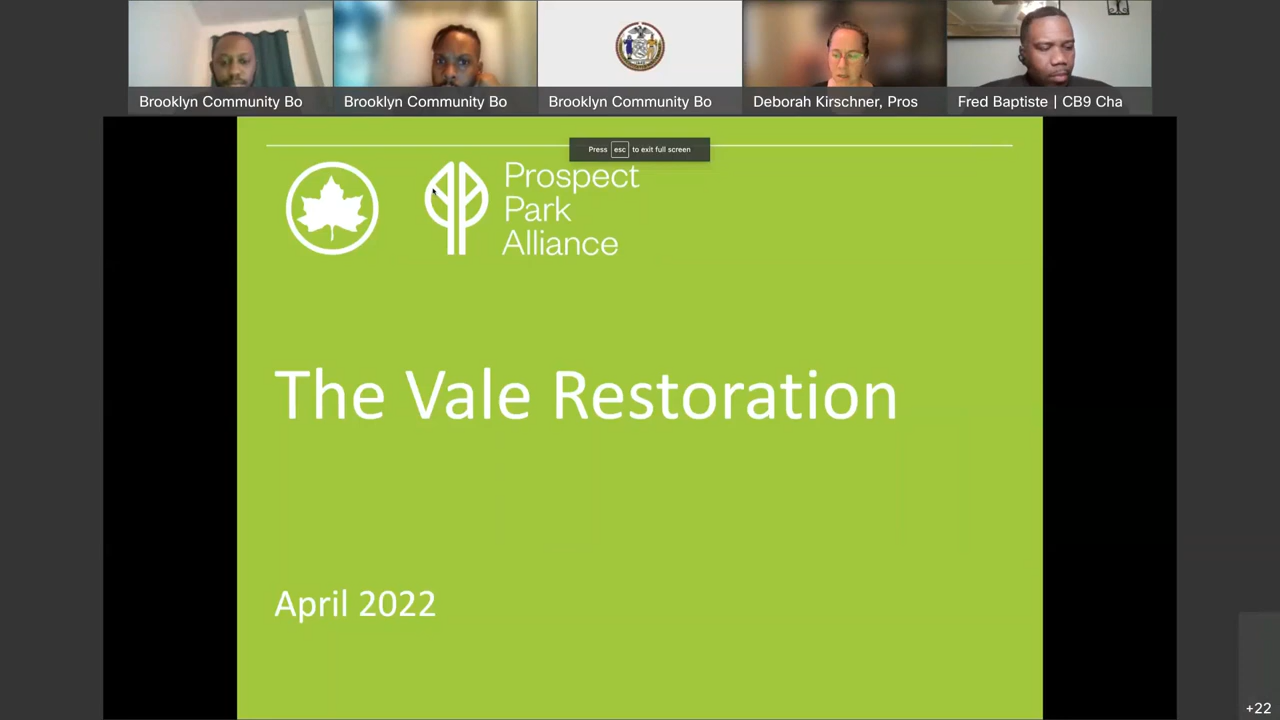 Brooklyn Community Bo
Brooklyn Community Bo
Brooklyn Community Bo
Deborah Kirschner, Pros
Fred Baptiste | CB9 Cha
Press esc to exit full screen
Prospect
Park
Alliance
The Vale Restoration
April 2022
+22